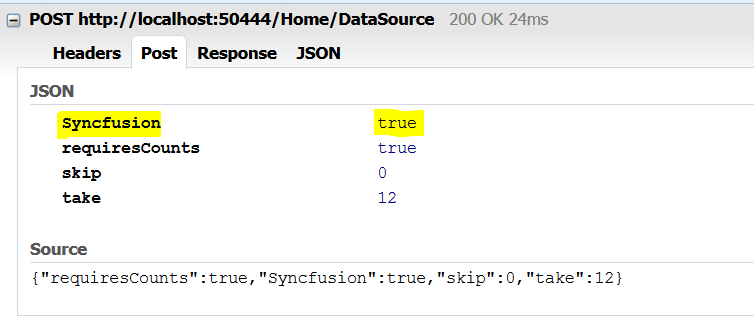 POST http://localhost:50444/Home/DataSource 200 OK 24ms
Headers Post Response JSON
JSON
Syncfusion true
requiresCounts true
skip 0
take 12
Source
{"requiresCounts":true,"Syncfusion":true,"skip":0,"take":12}